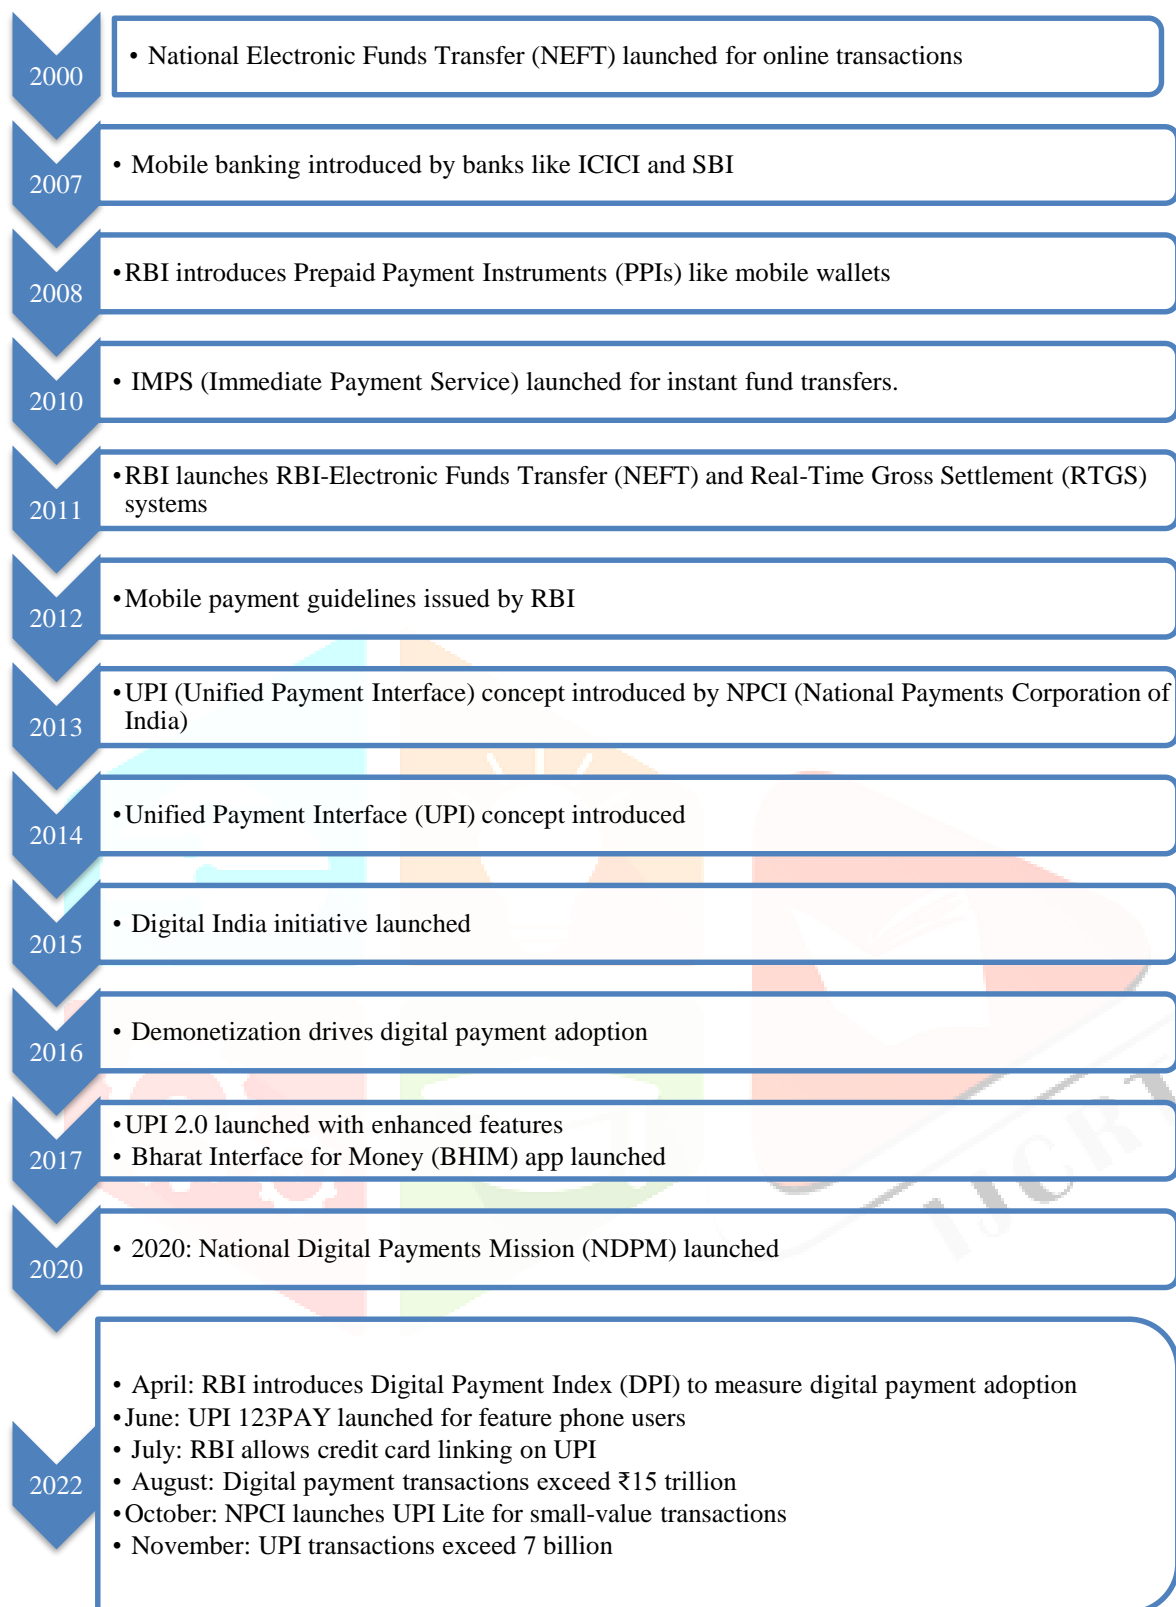 2000
• National Electronic Funds Transfer (NEFT) launched for online transactions
2007
• Mobile banking introduced by banks like ICICI and SBI
2008
•RBI introduces Prepaid Payment Instruments (PPIs) like mobile wallets
2010
• IMPS (Immediate Payment Service) launched for instant fund transfers.
2011
•RBI launches RBI-Electronic Funds Transfer (NEFT) and Real-Time Gross Settlement (RTGS)
systems
2012
•Mobile payment guidelines issued by RBI
2013
•UPI (Unified Payment Interface) concept introduced by NPCI (National Payments Corporation of
India)
2014
•Unified Payment Interface (UPI) concept introduced
2015
• Digital India initiative launched
2016
• Demonetization drives digital payment adoption
2017
•UPI 2.0 launched with enhanced features
• Bharat Interface for Money (BHIM) app launched
2020
• 2020: National Digital Payments Mission (NDPM) launched
2022
• April: RBI introduces Digital Payment Index (DPI) to measure digital payment adoption
•June: UPI 123PAY launched for feature phone users
• July: RBI allows credit card linking on UPI
• August: Digital payment transactions exceed ₹15 trillion
•October: NPCI launches UPI Lite for small-value transactions
• November: UPI transactions exceed 7 billion
IJCRT